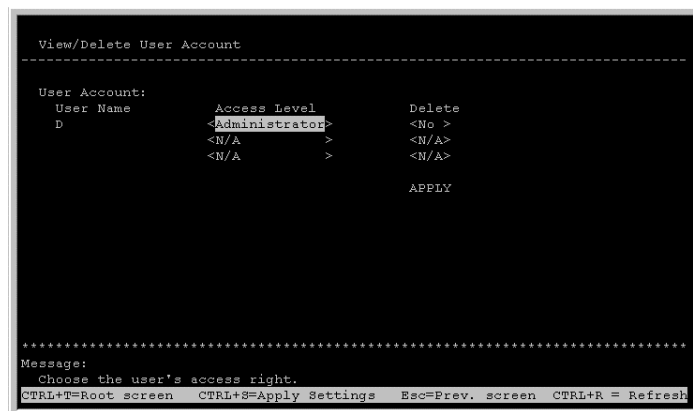 View/Delete User Account
--------------------------------------------------------------------------------
User Account:
User Name Access Level Delete
D <Administrator> <No >
<N/A > <N/A>
<N/A > <N/A>
APPLY
********************************************************************************
Message:
Choose the user's access right.
CTRL+T=Root screen CTRL+S=Apply Settings Esc=Prev. screen CTRL+R = Refresh